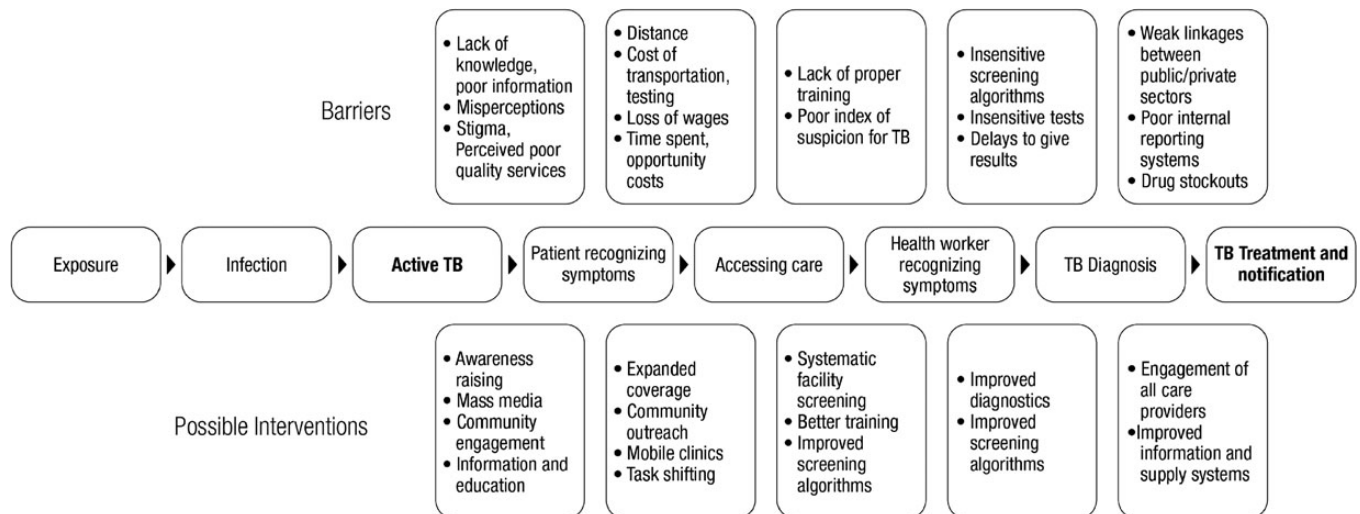 Barriers
• Lack of
knowledge,
poor information
• Misperceptions
• Stigma,
Perceived poor
quality services
• Distance
• Cost of
transportation,
testing
• Loss of wages
• Time spent,
opportunity
costs
• Lack of proper
training
• Poor index of
suspicion for TB
• Insensitive
screening
algorithms
• Insensitive tests
• Delays to give
results
• Weak linkages
between
public/private
sectors
• Poor internal
reporting
systems
• Drug stockouts
Exposure
Infection
Active TB
Patient recognizing
symptoms
Accessing care
Health worker
recognizing
symptoms
TB Diagnosis
TB Treatment and
notification
Possible Interventions
• Awareness
raising
• Mass media
• Community
engagement
• Information and
education
• Expanded
coverage
• Community
outreach
• Mobile clinics
• Task shifting
• Systematic
facility
screening
• Better training
• Improved
screening
algorithms
• Improved
diagnostics
• Improved
screening
algorithms
• Engagement of
all care
providers
•Improved
information and
supply systems